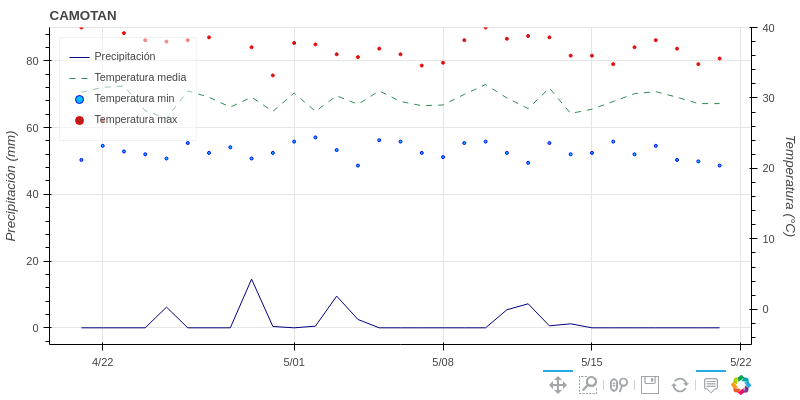 CAMOTAN
Precipitación
Temperatura media
Temperatura min
Temperatura max
Precipitación (mm)
80
60
40
20
0
Temperatura (°C)
40
30
20
10
0
4/22
5/01
5/08
5/15
5/22